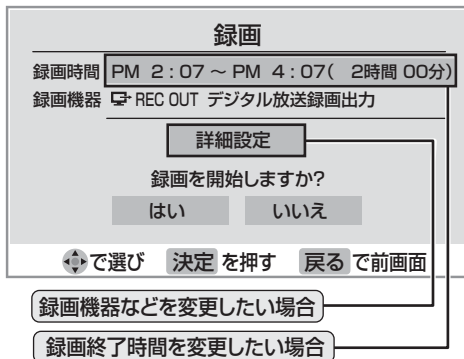 録画
録画時間 PM 2:07～PM 4:07( 2時間 00分)
録画機器 REC OUT デジタル放送録画出力
詳細設定
録画を開始しますか?
はい いいえ
で選び 決定 を押す 戻る で前画面
録画機器などを変更したい場合
録画終了時間を変更したい場合